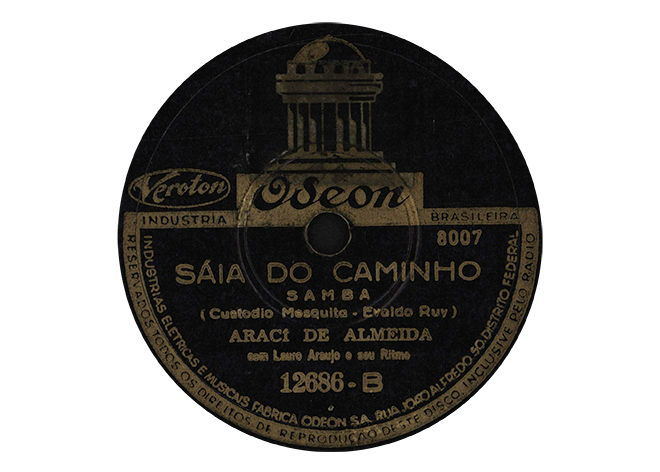 Veroton
Odeon
INDUSTRIA BRASILEIRA
8007
SÁIA DO CAMINHO
SAMBA
( Custodio Mesquita - Evaldo Ruy )
ARACÍ DE ALMEIDA
com Lauro Araujo e seu Ritmo
12686-B
INDUSTRIAS ELETRICAS E MUSICAIS FABRICA ODEON S.A. RUA JOÃO ALFREDO 50. DISTRITO FEDERAL
RESERVADOS TODOS OS DIREITOS DE REPRODUCÃO DESTE DISCO INCLUSIVE PELO RADIO